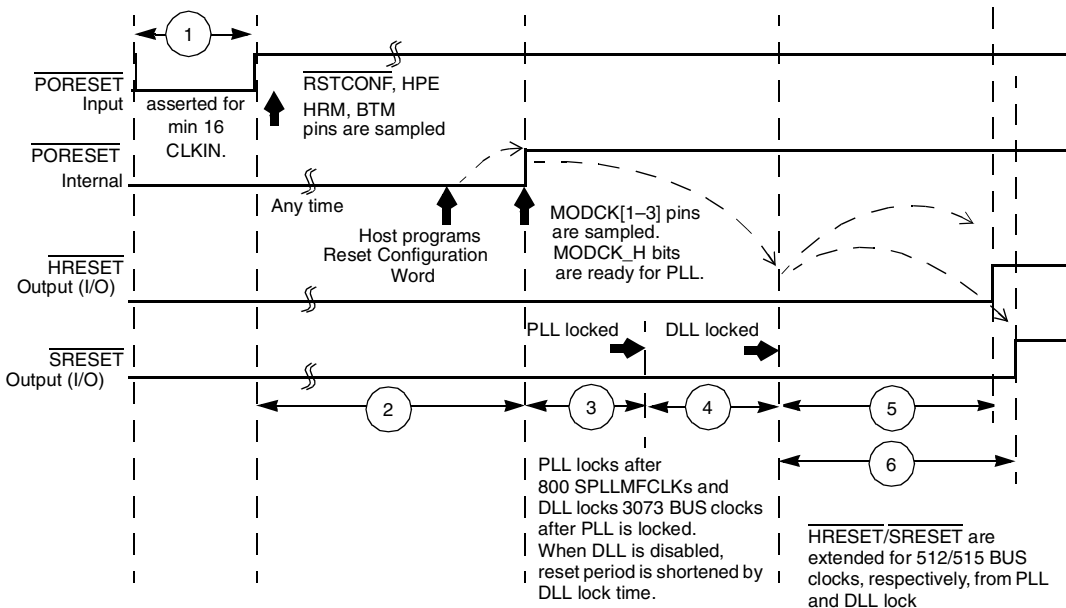 1
PORESET
Input
asserted for
min 16
CLKIN.
RSTCONF, HPE
HRM, BTM
pins are sampled
PORESET
Internal
Any time
Host programs
Reset Configuration
Word
MODCK[1–3] pins
are sampled.
MODCK_H bits
are ready for PLL.
HRESET
Output (I/O)
PLL locked
DLL locked
SRESET
Output (I/O)
2
3
4
5
6
PLL locks after
800 SPLLMFCLKs and
DLL locks 3073 BUS clocks
after PLL is locked.
When DLL is disabled,
reset period is shortened by
DLL lock time.
HRESET/SRESET are
extended for 512/515 BUS
clocks, respectively, from PLL
and DLL lock